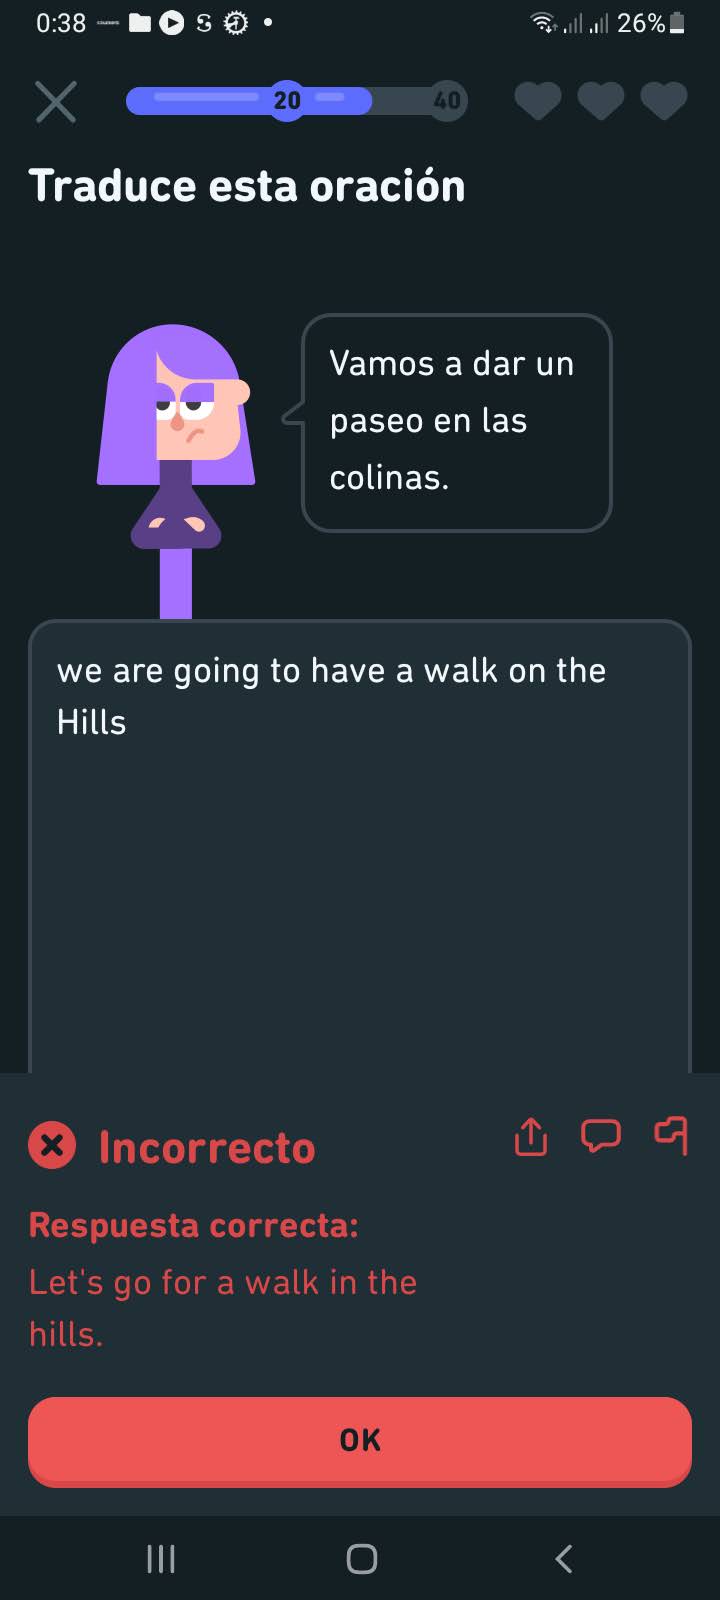 0:38
26%
20
40
Traduce esta oración
Vamos a dar un
paseo en las
colinas.
we are going to have a walk on the
Hills
Incorrecto
Respuesta correcta:
Let's go for a walk in the
hills.
OK